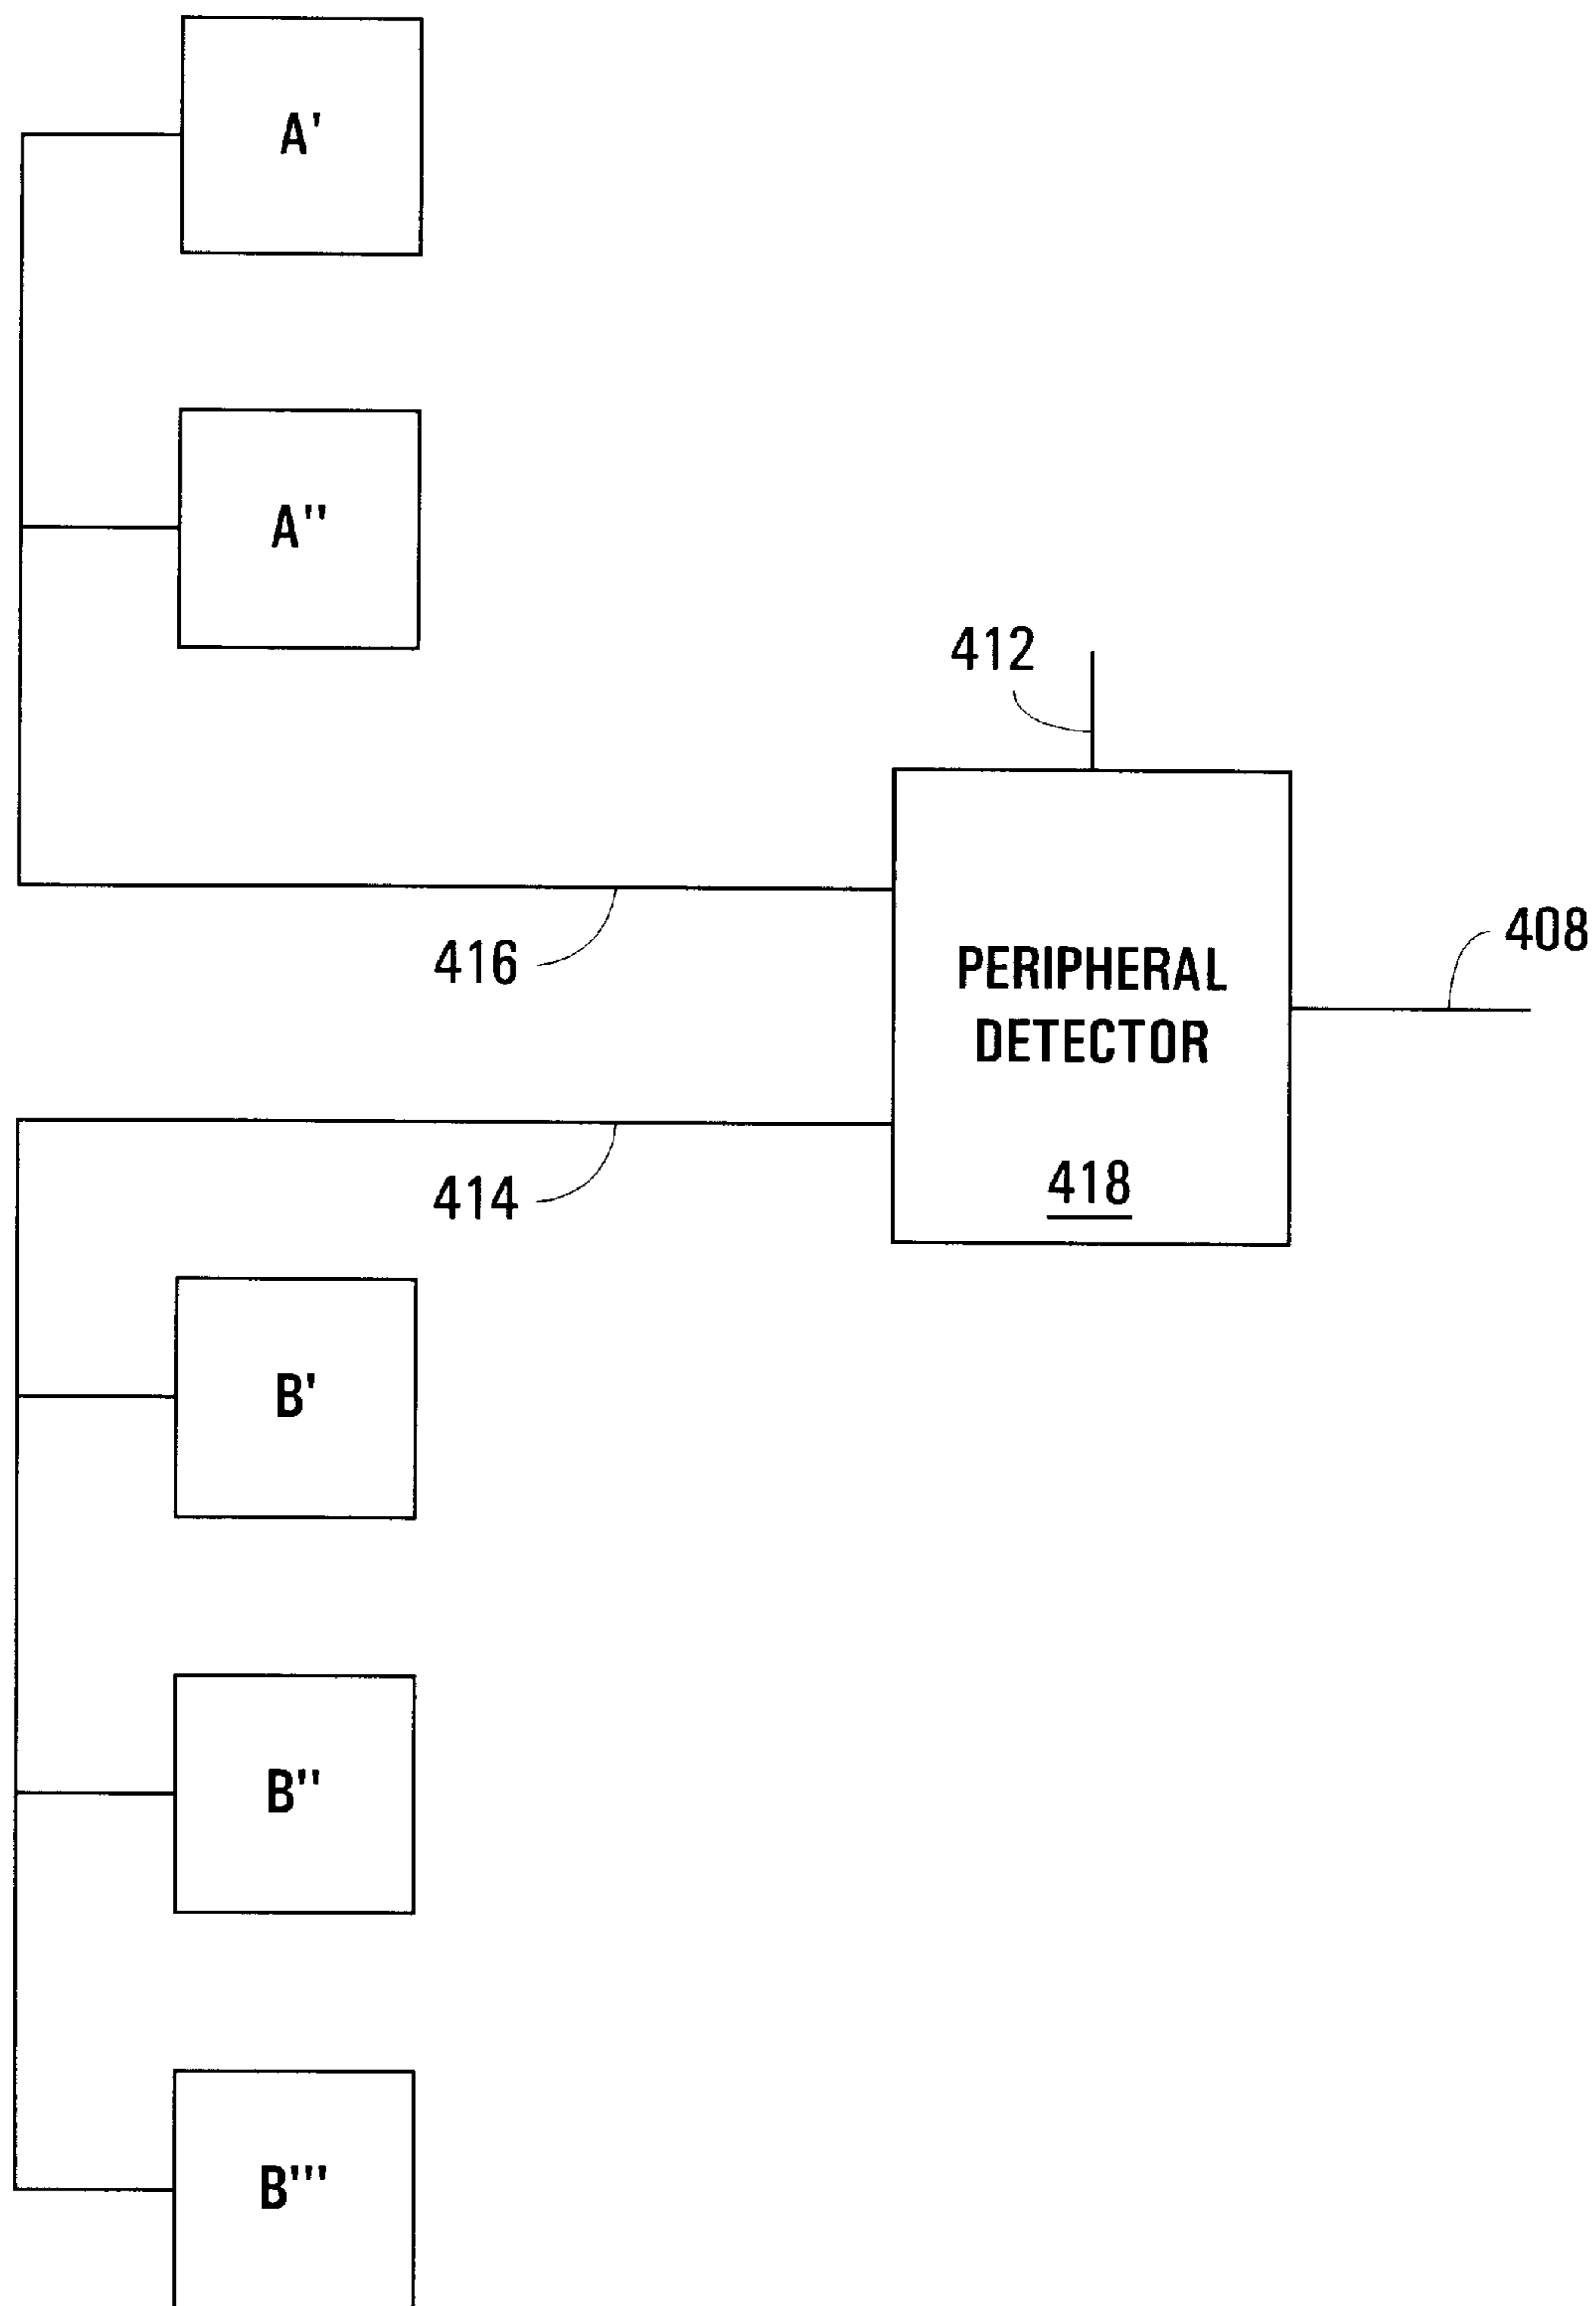 A'
A''
412
408
416
PERIPHERAL
DETECTOR
414
418
B'
B''
B'''